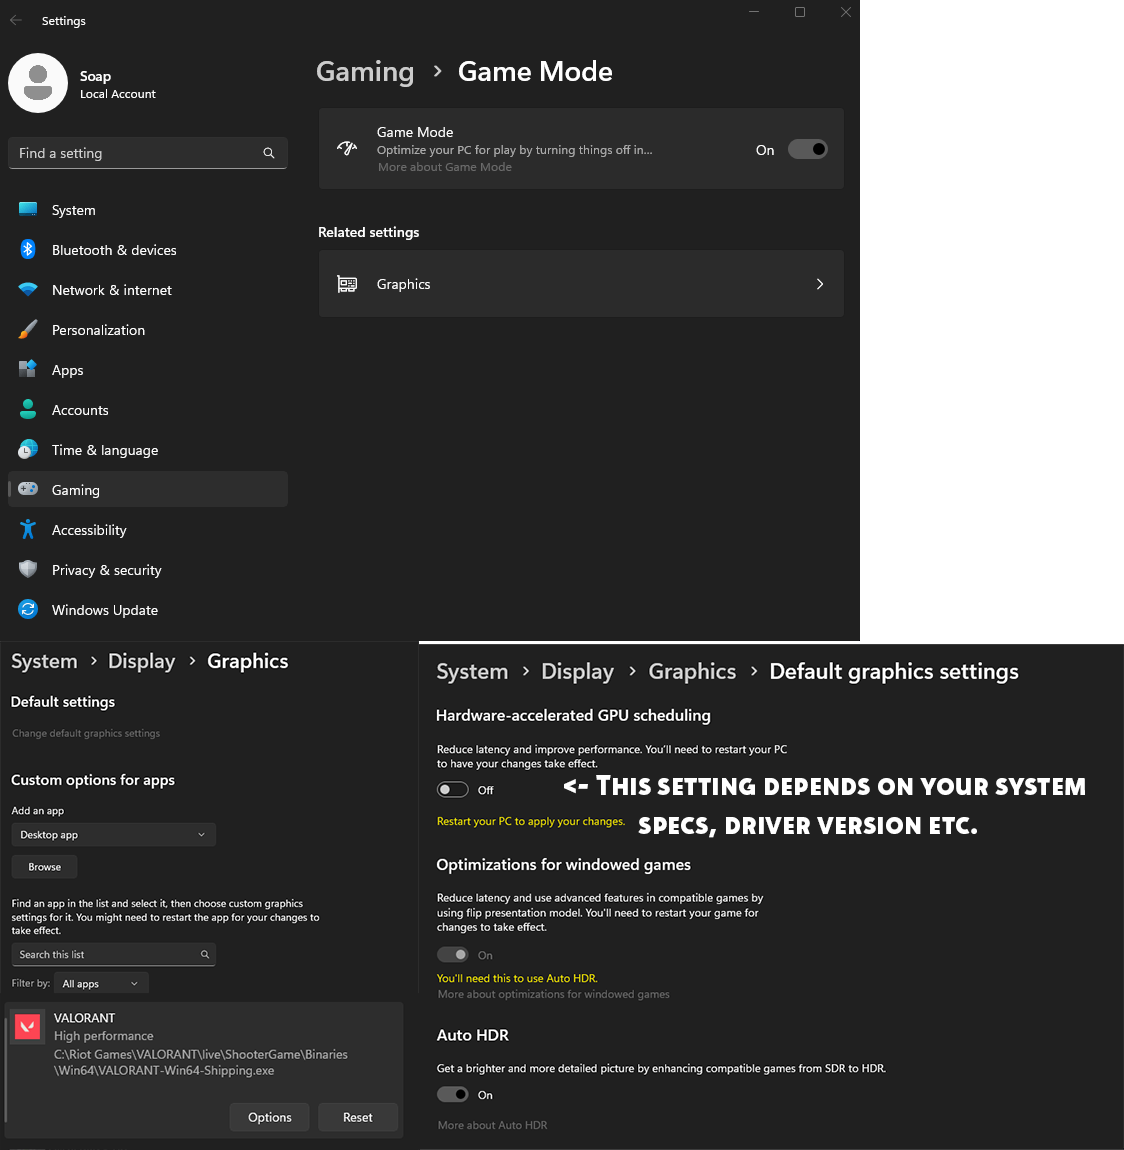 Settings
Soap
Local Account
Find a setting
System
Bluetooth & devices
Network & internet
Personalization
Apps
Accounts
Time & language
Gaming
Accessibility
Privacy & security
Windows Update
Gaming > Game Mode
Game Mode
Optimize your PC for play by turning things off in...
More about Game Mode
On
Related settings
Graphics
System > Display > Graphics
Default settings
Change default graphics settings
Custom options for apps
Add an app
Desktop app
Browse
Find an app in the list and select it, then choose custom graphics
settings for it. You might need to restart the app for your changes to
take effect.
Search this list
Filter by: All apps
VALORANT
High performance
C:\Riot Games\VALORANT\live\ShooterGame\Binaries
\Win64\VALORANT-Win64-Shipping.exe
Options
Reset
System > Display > Graphics > Default graphics settings
Hardware-accelerated GPU scheduling
Reduce latency and improve performance. You'll need to restart your PC
to have your changes take effect.
Off
<- THIS SETTING DEPENDS ON YOUR SYSTEM
SPECS, DRIVER VERSION ETC.
Restart your PC to apply your changes.
Optimizations for windowed games
Reduce latency and use advanced features in compatible games by
using flip presentation model. You'll need to restart your game for
changes to take effect.
On
You'll need this to use Auto HDR.
More about optimizations for windowed games
Auto HDR
Get a brighter and more detailed picture by enhancing compatible games from SDR to HDR.
On
More about Auto HDR